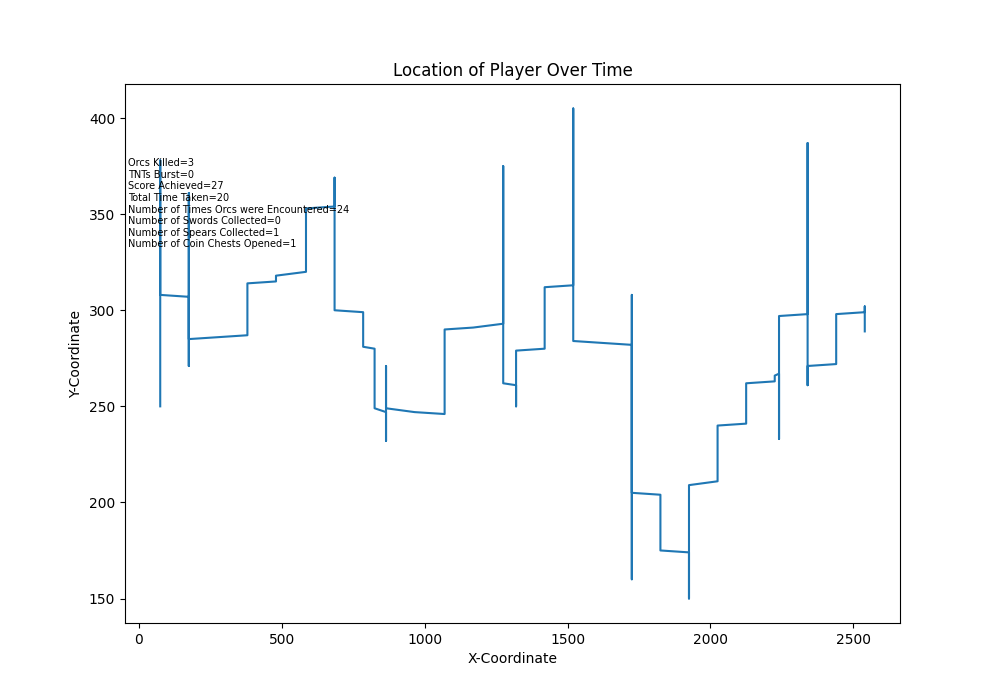 Location of Player Over Time
400
350
300
250
200
150
Y-Coordinate
Orcs Killed=3
TNTs Burst=0
Score Achieved=27
Total Time Taken=20
Number of Times Orcs were Encountered=24
Number of Swords Collected=0
Number of Spears Collected=1
Number of Coin Chests Opened=1
0 500 1000 1500 2000 2500
X-Coordinate